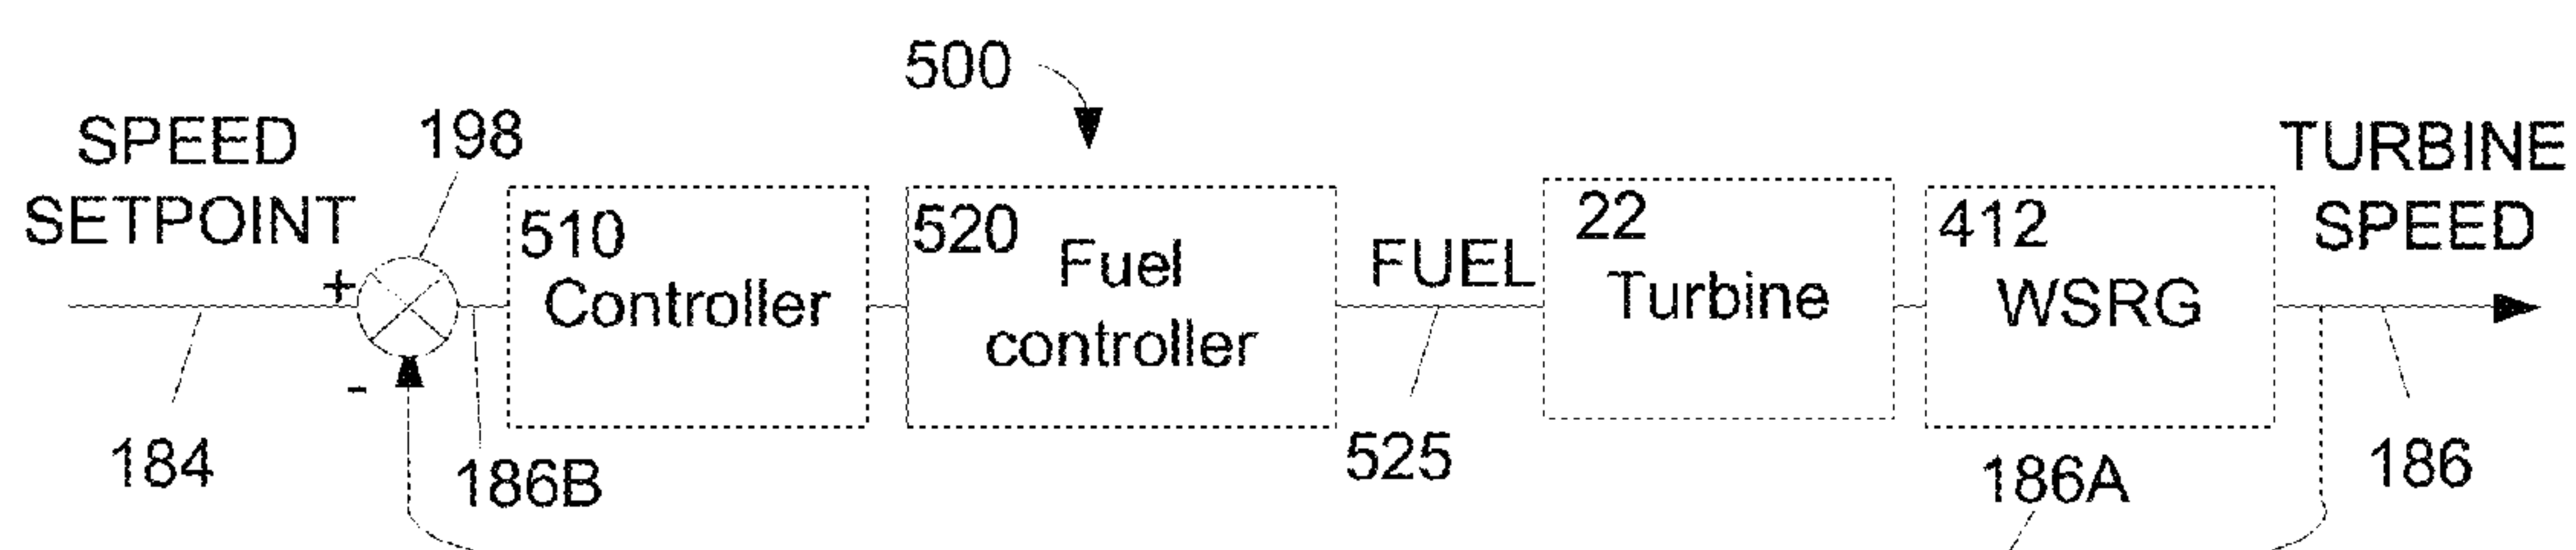 500
SPEED
SETPOINT
198
TURBINE
SPEED
510
Controller
520
Fuel
controller
FUEL
22
Turbine
412
WSRG
+
-
184
186B
525
186A
186